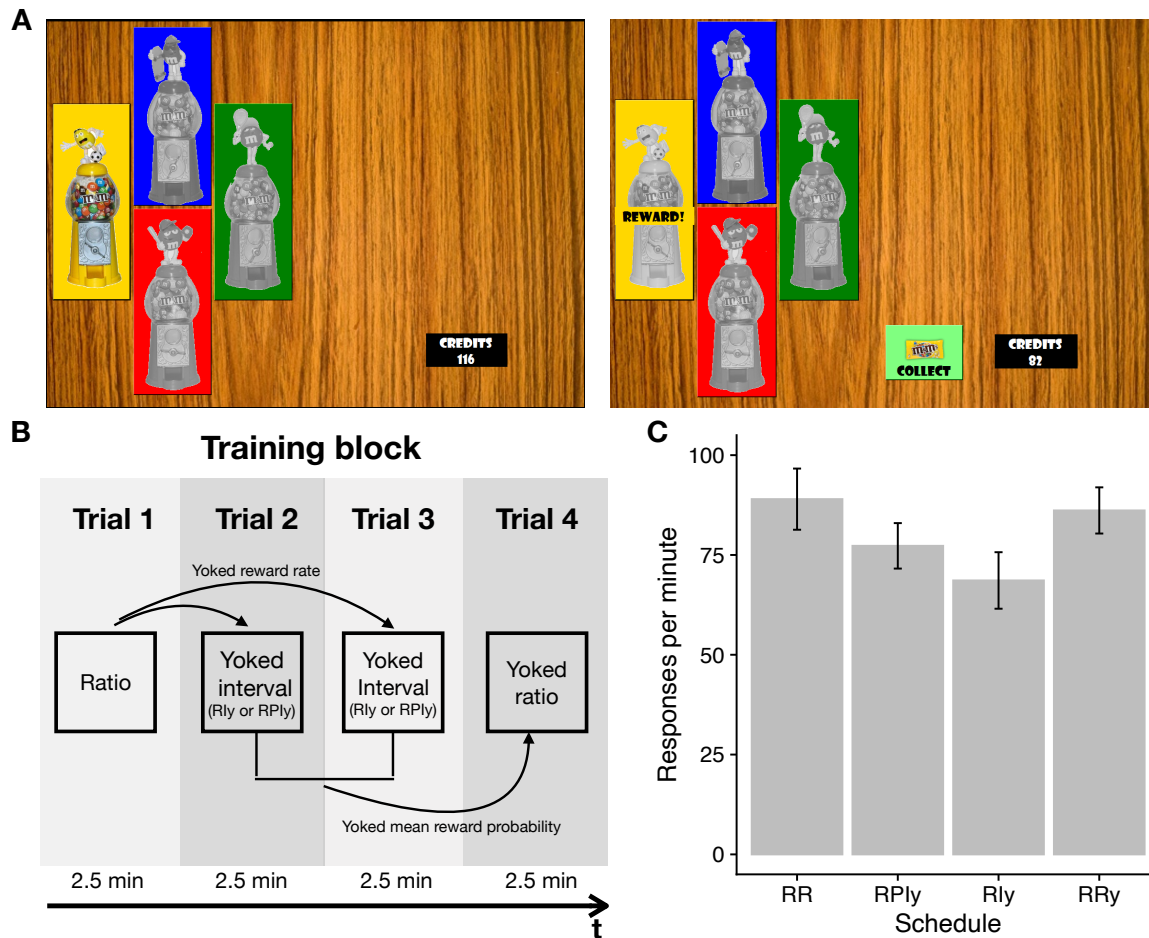 A
REWARD!
CREDITS
116
COLLECT
CREDITS
82
B
Training block
Trial 1
Trial 2
Trial 3
Trial 4
Yoked reward rate
Ratio
Yoked
interval
(RIy or RPIy)
Yoked
Interval
(RIy or RPIy)
Yoked
ratio
Yoked mean reward probability
2.5 min
2.5 min
2.5 min
2.5 min
t
C
Responses per minute
100
75
50
25
0
RR
RPIy
RIy
RRy
Schedule